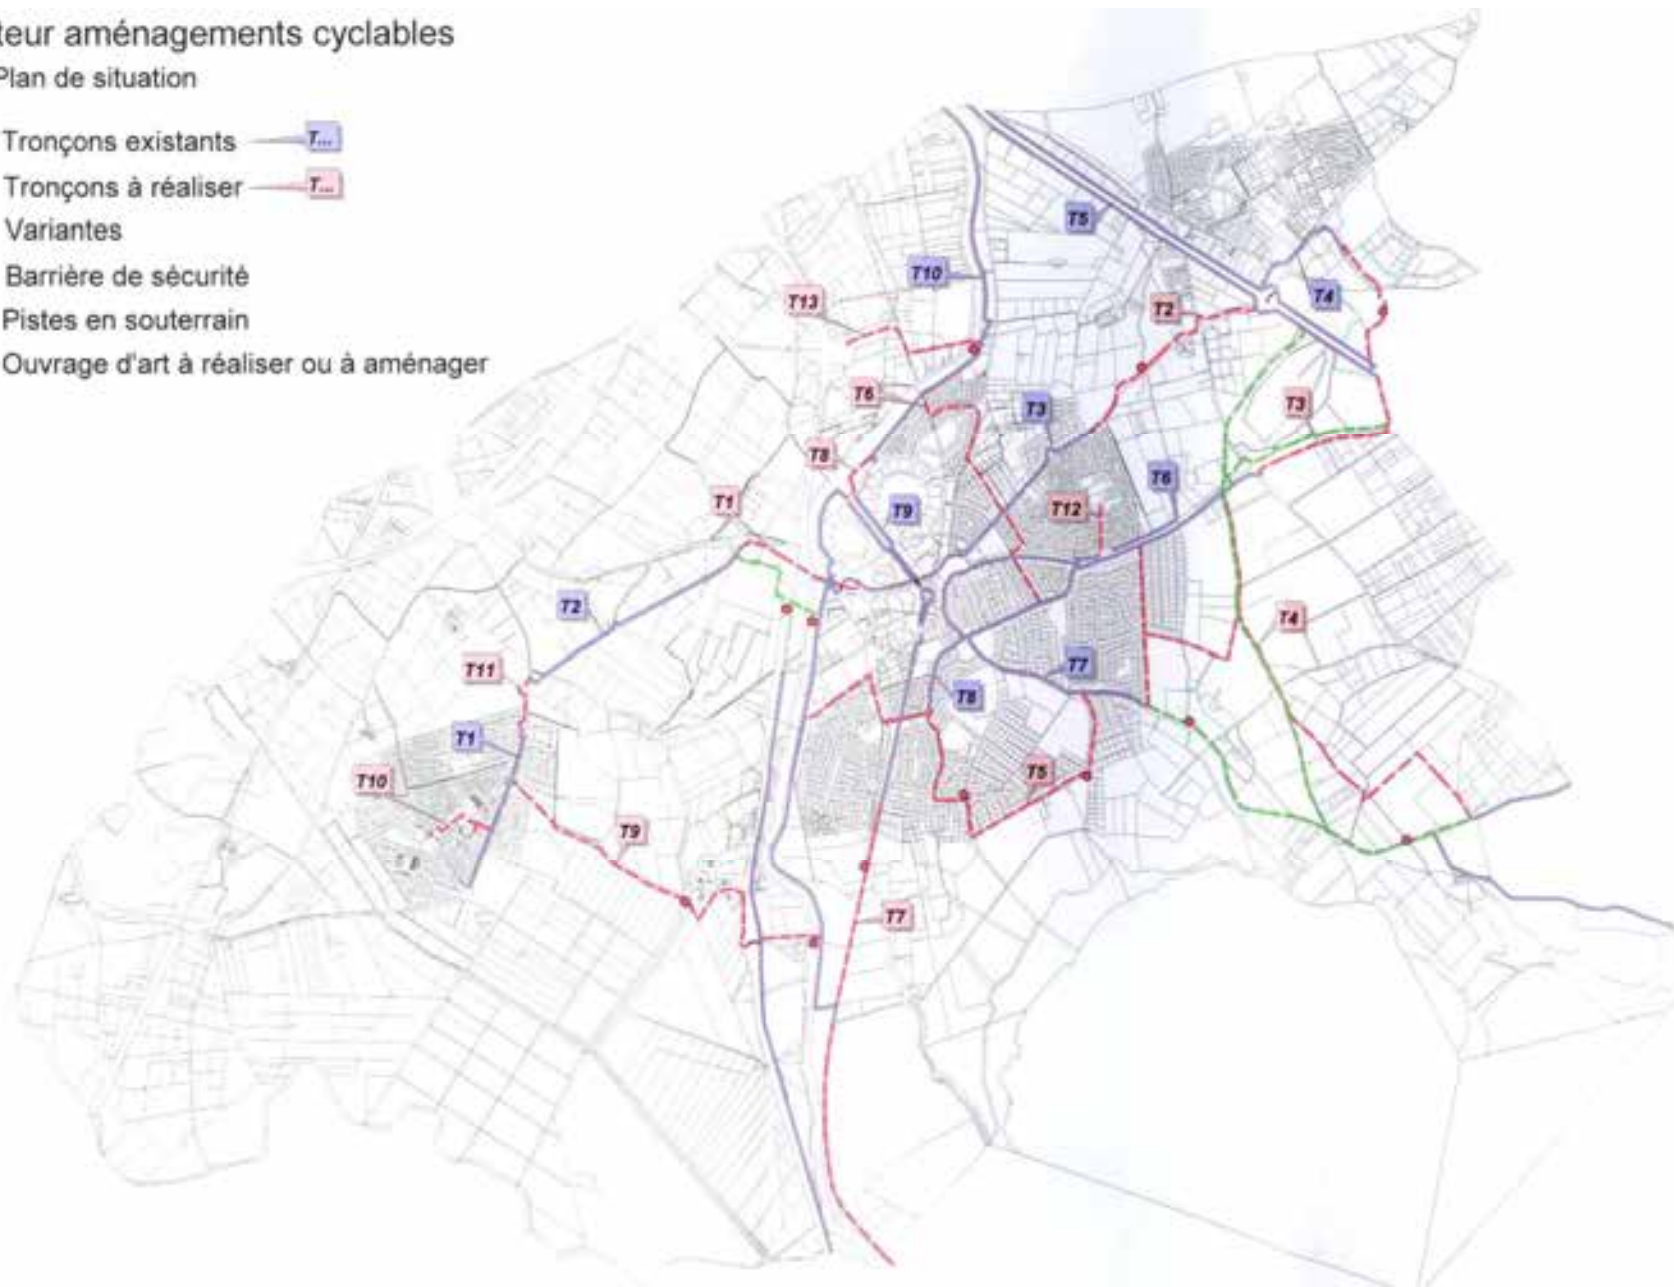 teur aménagements cyclables
Plan de situation
Tronçons existants T...
Tronçons à réaliser T...
Variantes
Barrière de sécurité
Pistes en souterrain
Ouvrage d'art à réaliser ou à aménager
T5
T10
T4
T13
T2
T6
T3
T3
T8
T6
T1
T9
T12
T2
T4
T11
T7
T8
T1
T10
T5
T9
T7